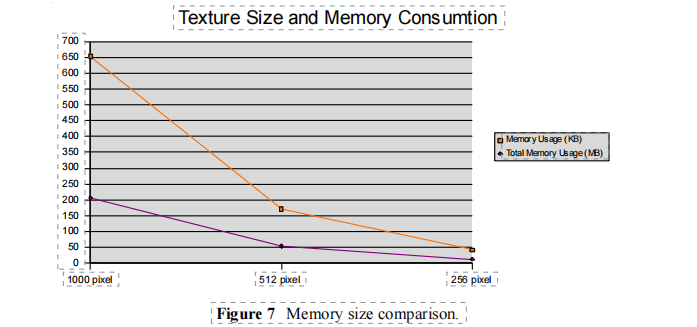 Texture Size and Memory Consumtion
700
650
600
550
500
450
400
350
300
250
200
150
100
50
0
1000 pixel
512 pixel
256 pixel
Memory Usage (KB)
Total Memory Usage (MB)
Figure 7 Memory size comparison.